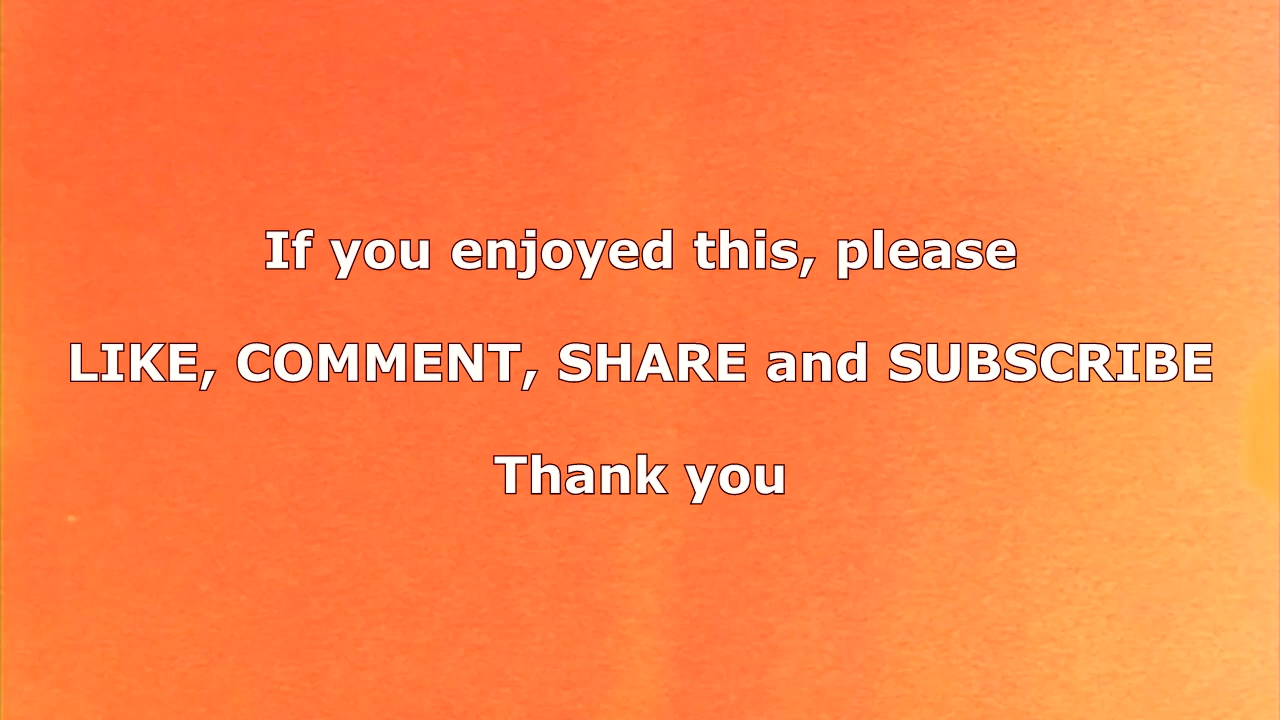 If you enjoyed this, please
LIKE, COMMENT, SHARE and SUBSCRIBE
Thank you